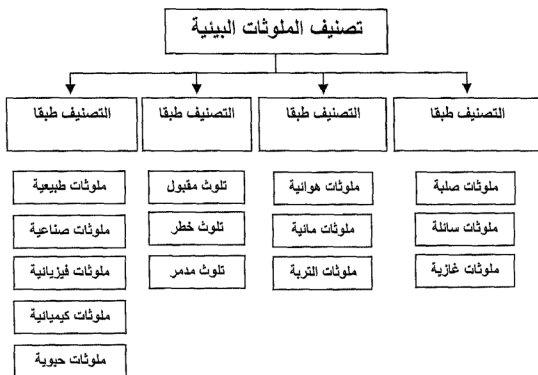 تصنيف الملوثات البيئية
التصنيف طبقا
التصنيف طبقا
التصنيف طبقا
التصنيف طبقا
ملوثات صلبة
ملوثات سائلة
ملوثات غازية
ملوثات هوائية
ملوثات مائية
ملوثات التربة
تلوث مقبول
تلوث خطر
تلوث مدمر
ملوثات طبيعية
ملوثات صناعية
ملوثات فيزيائية
ملوثات كيميائية
ملوثات حيوية